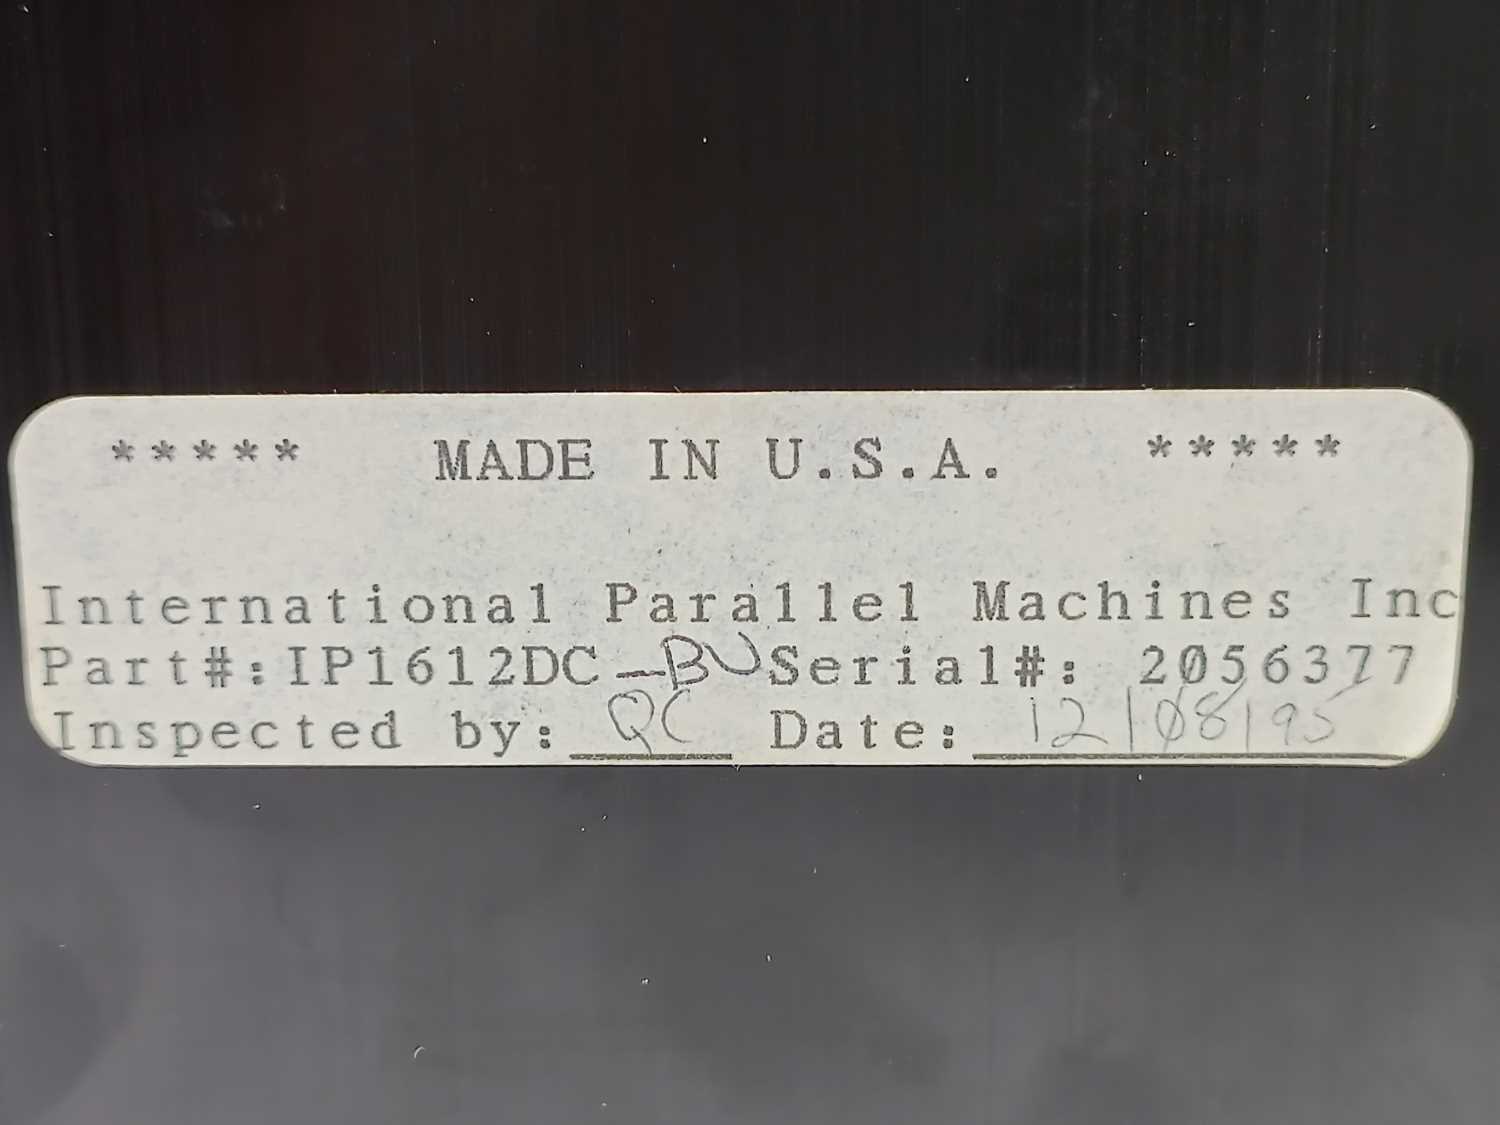 ***** MADE IN U.S.A. *****
International Parallel Machines Inc
Part#:IP1612DC-BU Serial#: 2056377
Inspected by: QC Date: 12/08/95